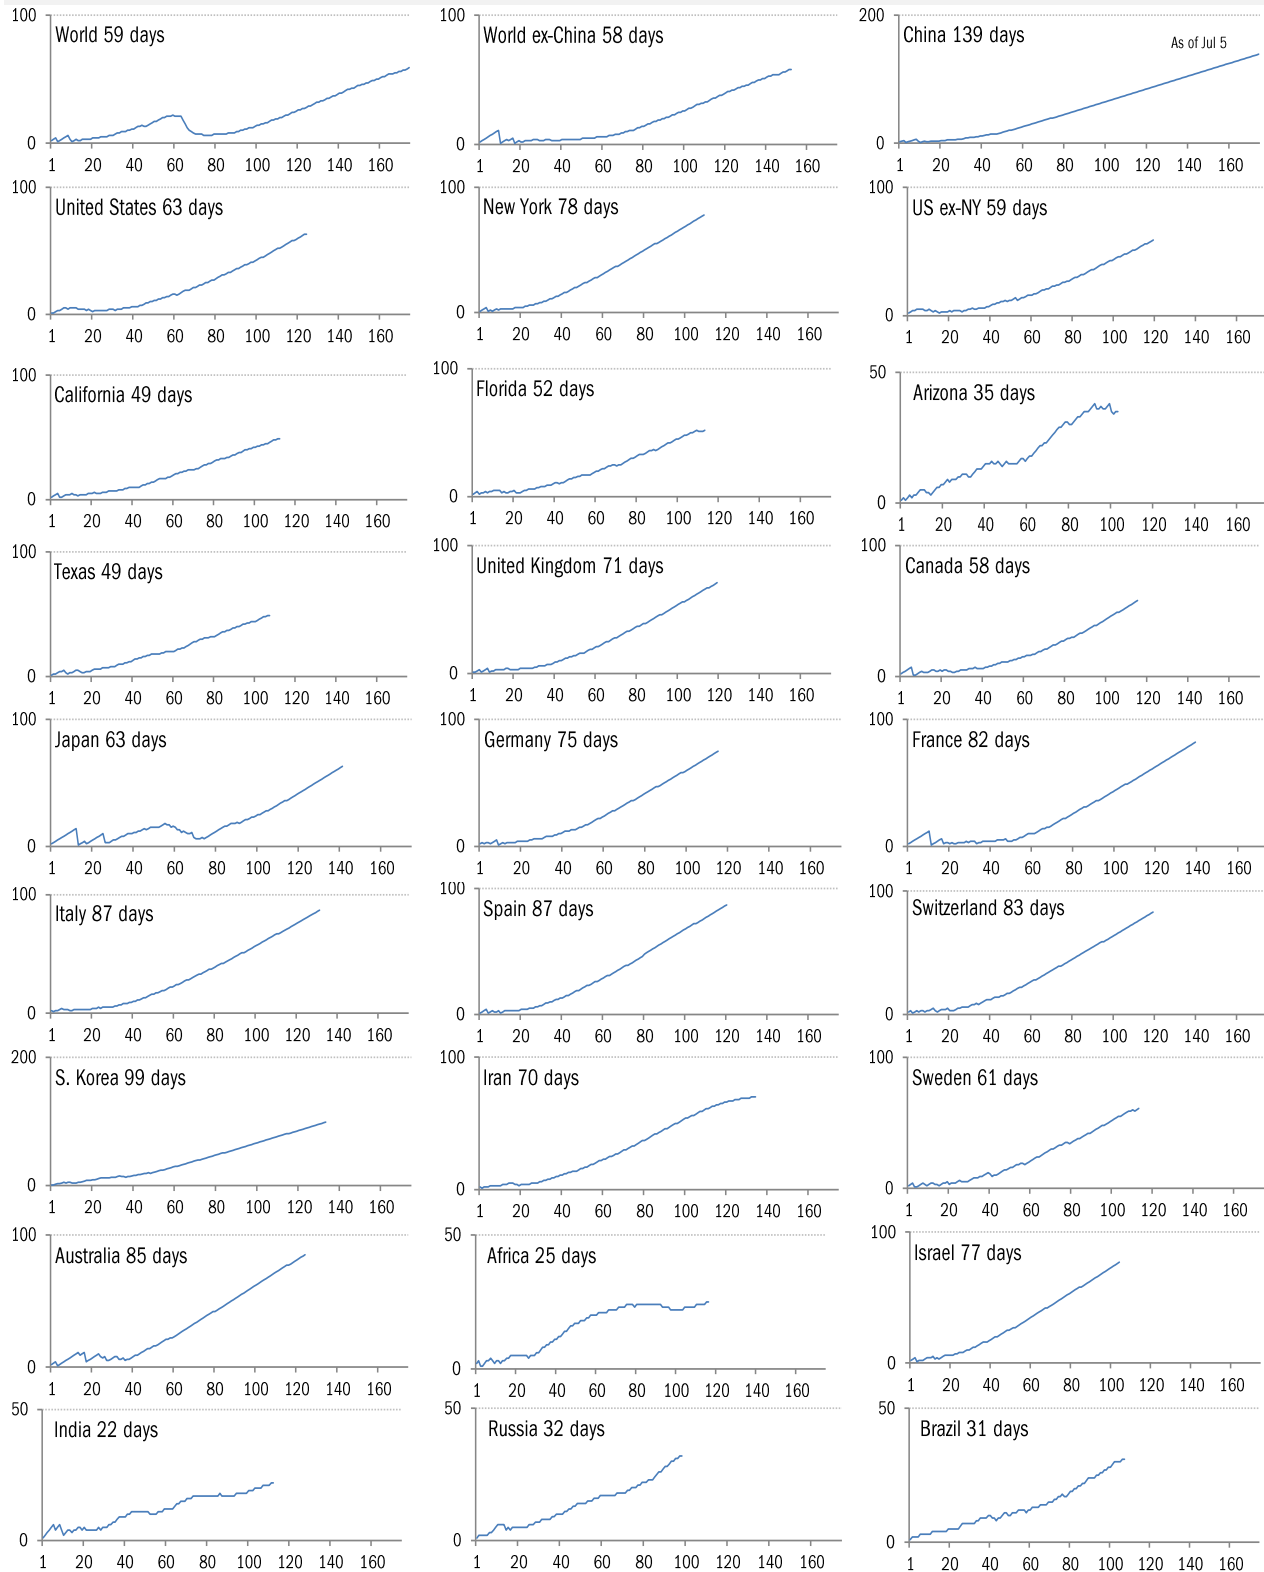 100 100 200
World 59 days World ex-China 58 days China 139 days
As of Jul 5
100
0 0 0
1 20 40 60 80 100 120 140 160 1 20 40 60 80 100 120 140 160 1 20 40 60 80 100 120 140 160
100 100 100
United States 63 days New York 78 days US ex-NY 59 days
0 0 0
1 20 40 60 80 100 120 140 160 1 20 40 60 80 100 120 140 160 1 20 40 60 80 100 120 140 160
100 100 50
California 49 days Florida 52 days Arizona 35 days
0 0 0
1 20 40 60 80 100 120 140 160 1 20 40 60 80 100 120 140 160 1 20 40 60 80 100 120 140 160
100 100 100
Texas 49 days United Kingdom 71 days Canada 58 days
0 0 0
1 20 40 60 80 100 120 140 160 1 20 40 60 80 100 120 140 160 1 20 40 60 80 100 120 140 160
100 100 100
Japan 63 days Germany 75 days France 82 days
0 0 0
1 20 40 60 80 100 120 140 160 1 20 40 60 80 100 120 140 160 1 20 40 60 80 100 120 140 160
100 100 100
Italy 87 days Spain 87 days Switzerland 83 days
0 0 0
1 20 40 60 80 100 120 140 160 1 20 40 60 80 100 120 140 160 1 20 40 60 80 100 120 140 160
200 100 100
S. Korea 99 days Iran 70 days Sweden 61 days
0 0 0
1 20 40 60 80 100 120 140 160 1 20 40 60 80 100 120 140 160 1 20 40 60 80 100 120 140 160
100 50 100
Australia 85 days Africa 25 days Israel 77 days
0 0 0
1 20 40 60 80 100 120 140 160 1 20 40 60 80 100 120 140 160 1 20 40 60 80 100 120 140 160
50 50 50
India 22 days Russia 32 days Brazil 31 days
0 0 0
1 20 40 60 80 100 120 140 160 1 20 40 60 80 100 120 140 160 1 20 40 60 80 100 120 140 160